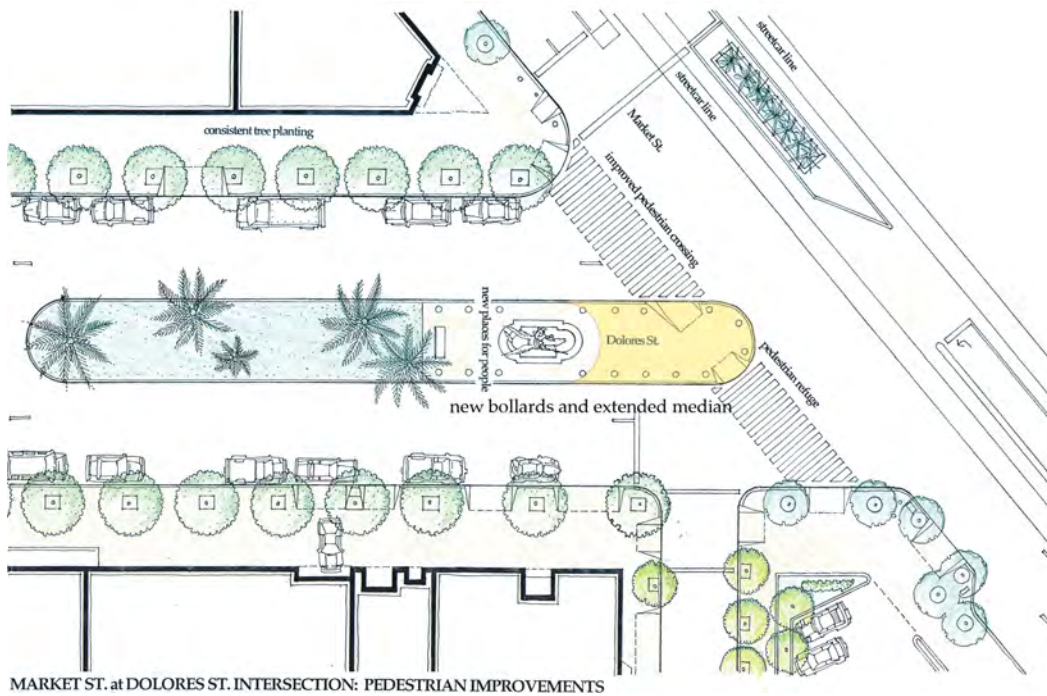 streetcar line
streetcar line
Market St.
consistent tree planting
improved pedestrian crossing
new places for people
Dolores St.
pedestrian refuge
new bollards and extended median
MARKET ST. at DOLORES ST. INTERSECTION: PEDESTRIAN IMPROVEMENTS